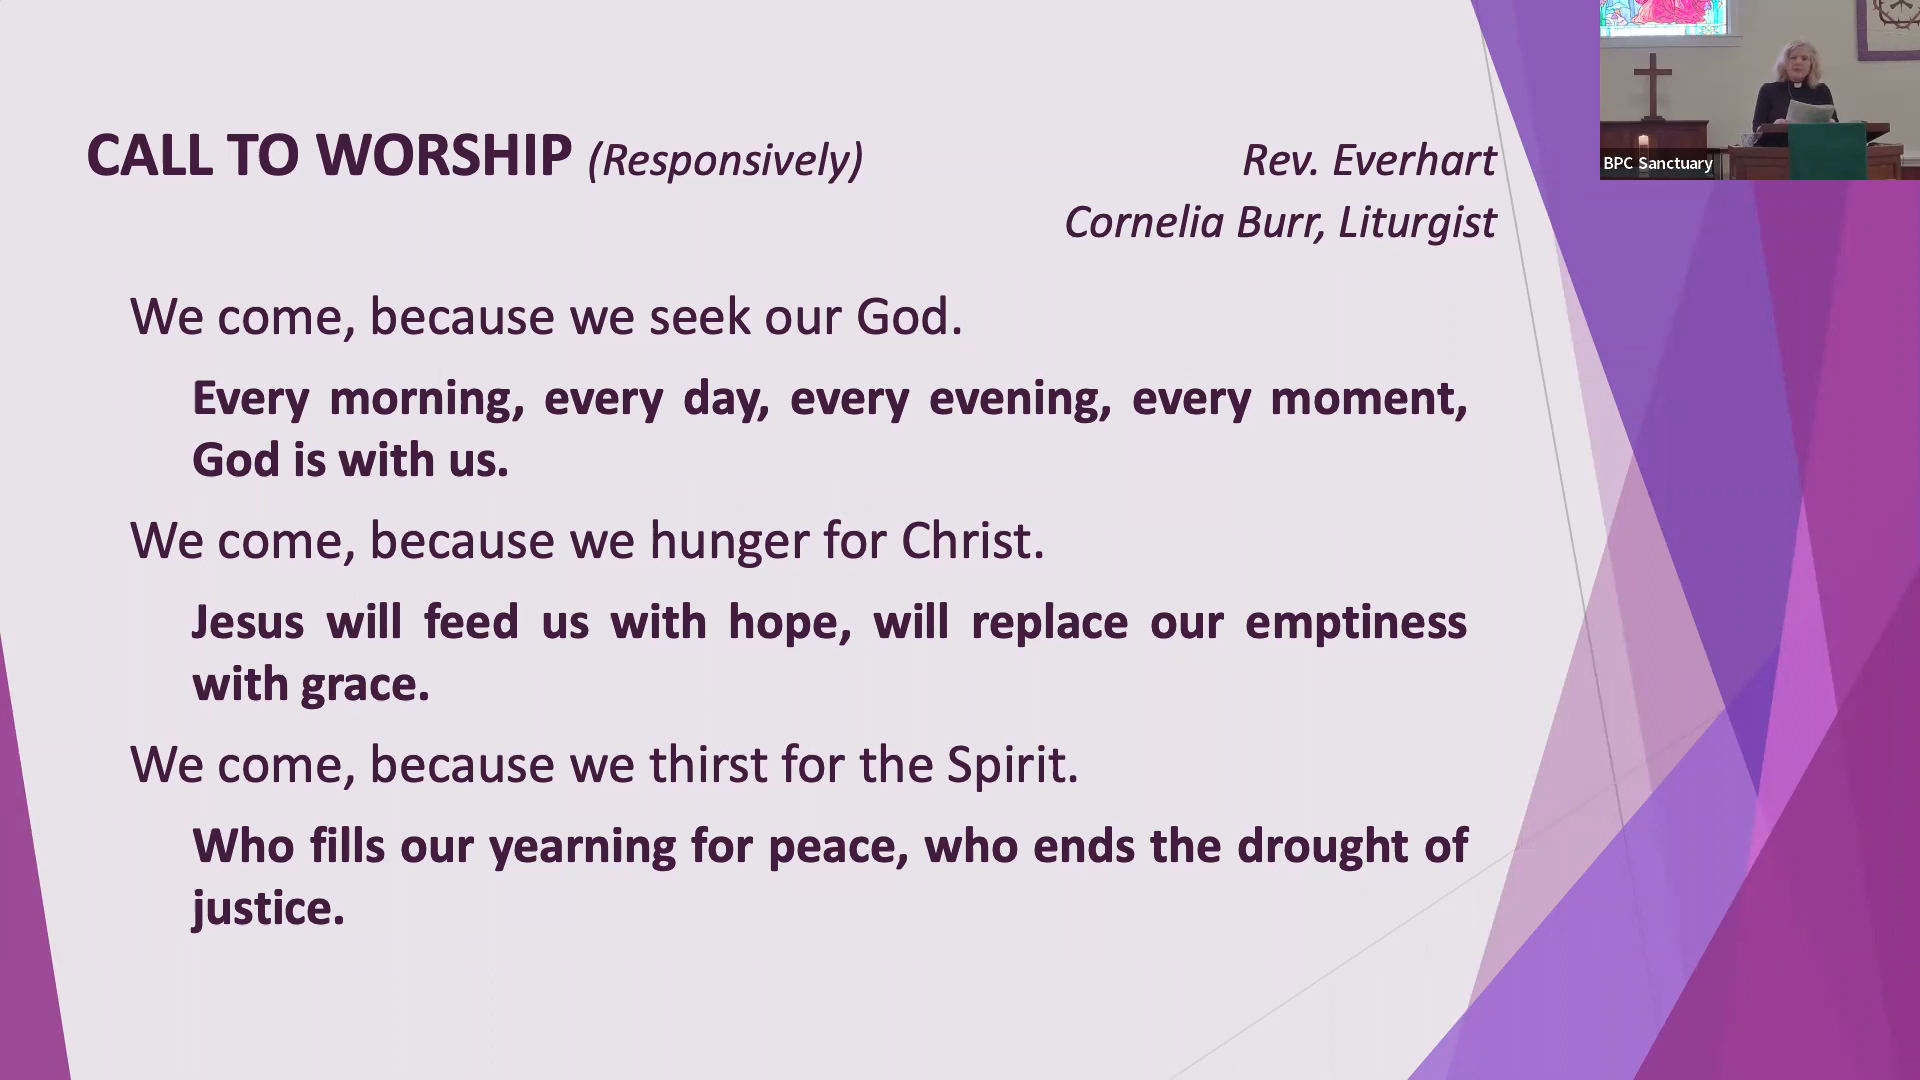 CALL TO WORSHIP (Responsively) Rev. Everhart
Cornelia Burr, Liturgist
We come, because we seek our God.
Every morning, every day, every evening, every moment,
God is with us.
We come, because we hunger for Christ.
Jesus will feed us with hope, will replace our emptiness
with grace.
We come, because we thirst for the Spirit.
Who fills our yearning for peace, who ends the drought of
justice.
BPC Sanctuary